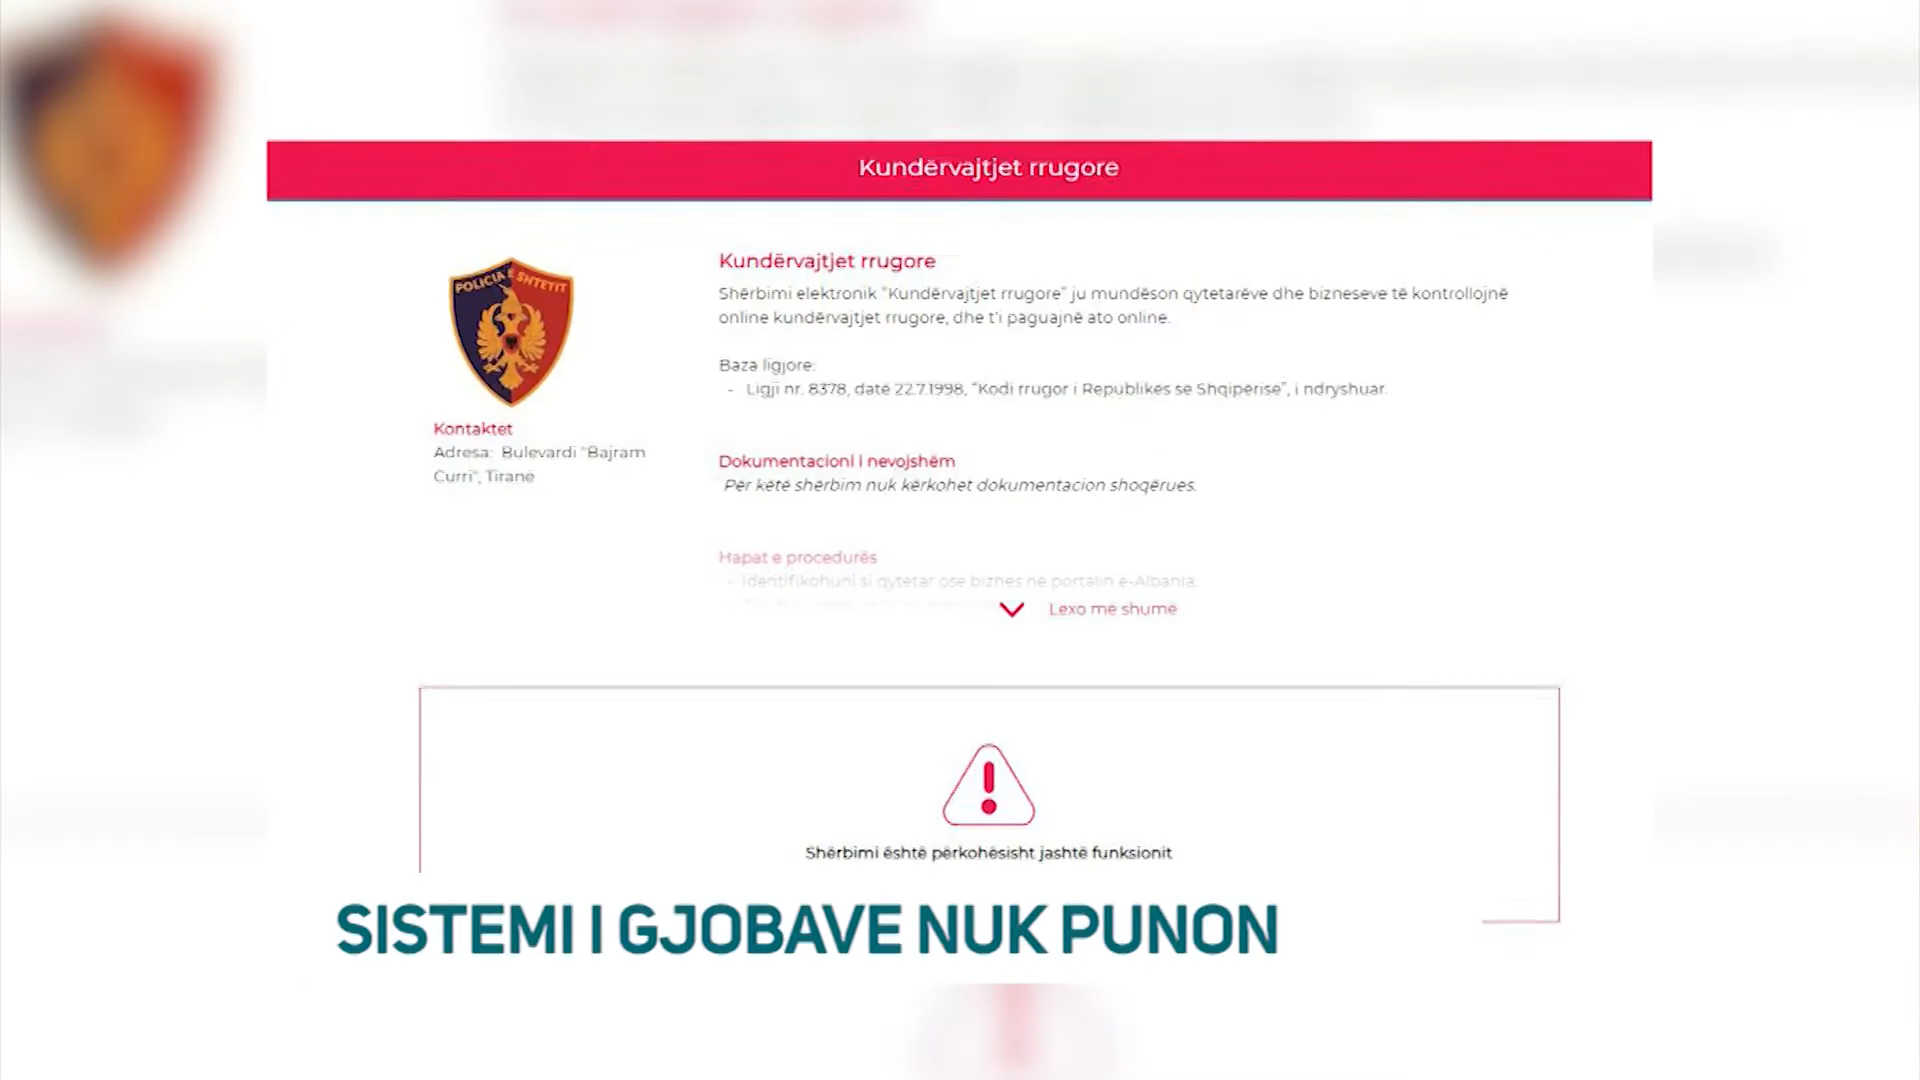 Kundërvajtjet rrugore
POLICIA E SHTETIT
Kontaktet
Adresa: Bulevardi "Bajram
Curri", Tiranë
Kundërvajtjet rrugore
Shërbimi elektronik "Kundërvajtjet rrugore" ju mundëson qytetarëve dhe bizneseve të kontrollojnë
online kundërvajtjet rrugore, dhe t'i paguajnë ato online.
Baza ligjore:
- Ligji nr. 8378, datë 22.7.1998, "Kodi rrugor i Republikës së Shqipërisë", i ndryshuar.
Dokumentacioni i nevojshëm
Për këtë shërbim nuk kërkohet dokumentacion shoqërues.
Hapat e procedurës
- Identifikohuni si qytetar ose biznes në portalin e-Albania.
Lexo më shumë
Shërbimi është përkohësisht jashtë funksionit
SISTEMI I GJOBAVE NUK PUNON